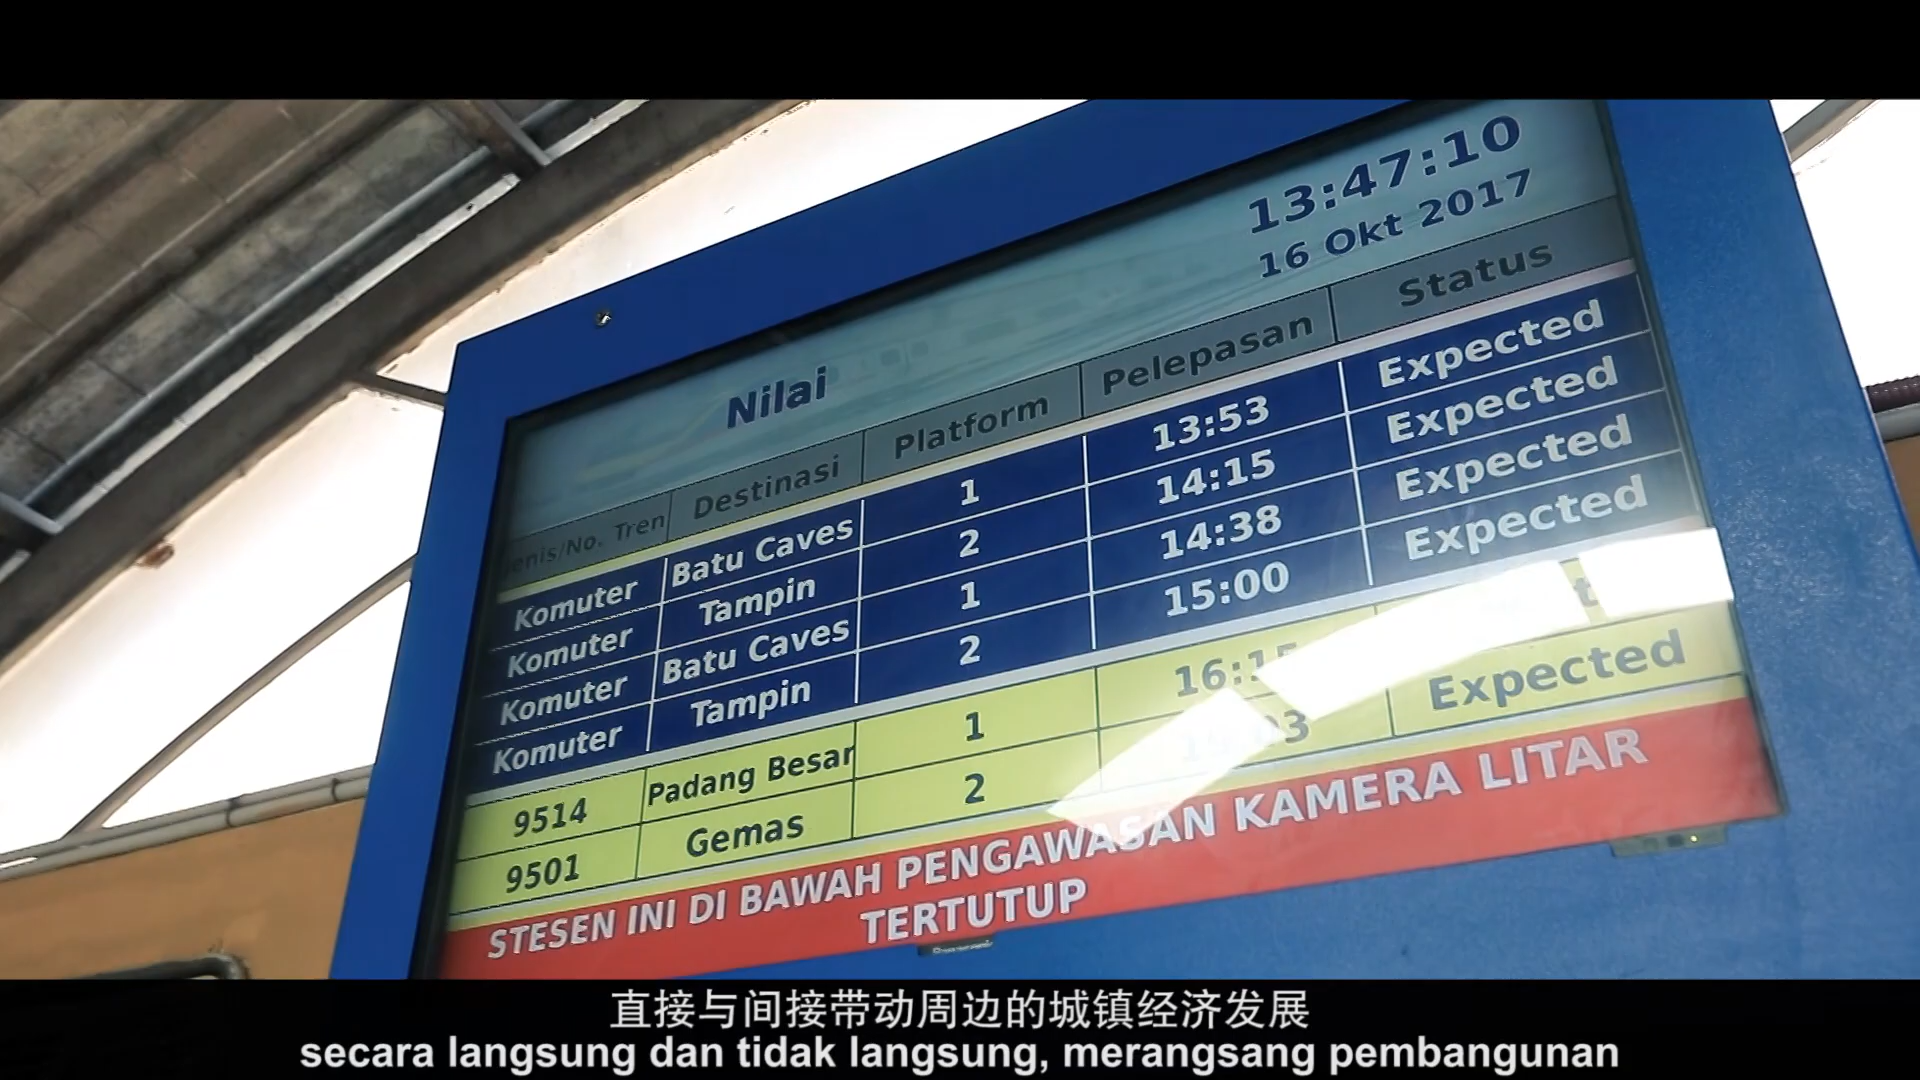 13:47:10
16 Okt 2017
Nilai
Jenis/No. Tren Destinasi Platform Pelepasan Status
Komuter Batu Caves 1 13:53 Expected
Komuter Tampin 2 14:15 Expected
Komuter Batu Caves 1 14:38 Expected
Komuter Tampin 2 15:00 Expected
9514 Padang Besar 1 16:15
9501 Gemas 2 Expected
STESEN INI DI BAWAH PENGAWASAN KAMERA LITAR
TERTUTUP
直接与间接带动周边的城镇经济发展
secara langsung dan tidak langsung, merangsang pembangunan